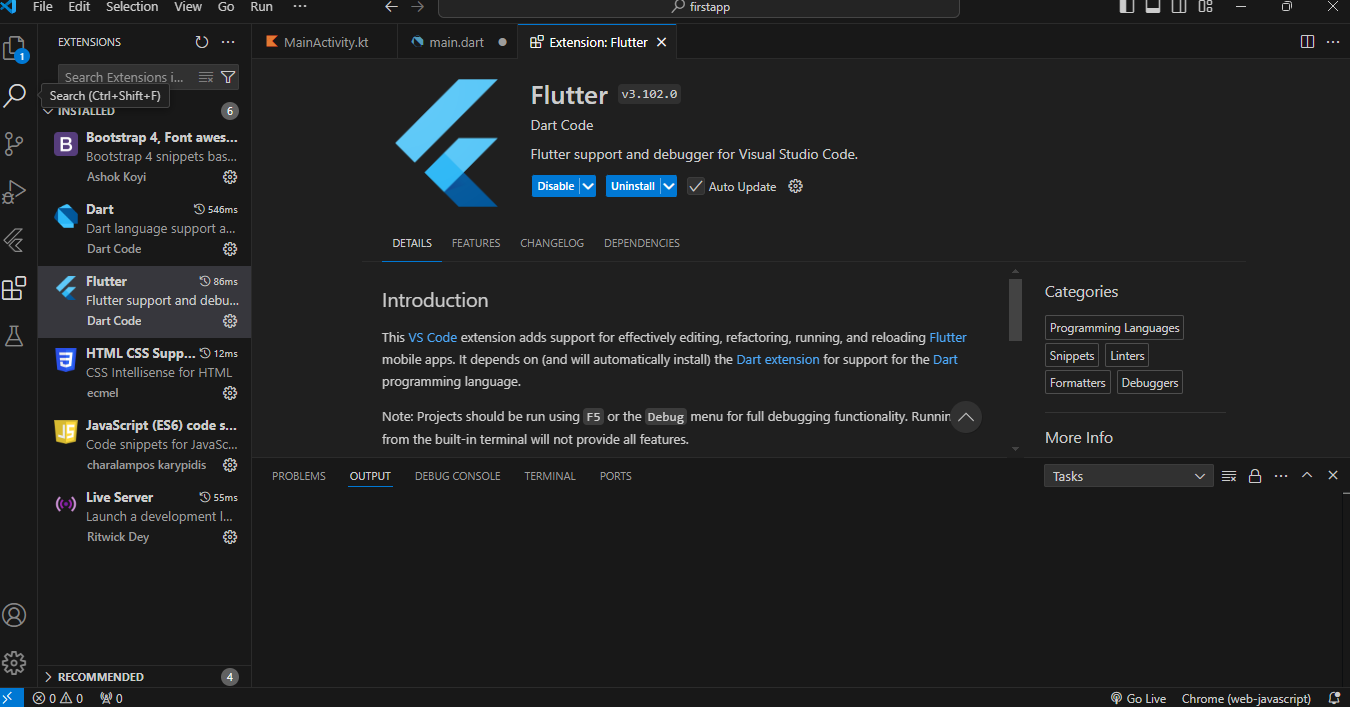 File Edit Selection View Go Run ···
firstapp
EXTENSIONS
Search Extensions i...
Search (Ctrl+Shift+F)
INSTALLED 6
Bootstrap 4, Font awes...
Bootstrap 4 snippets bas...
Ashok Koyi
Dart 546ms
Dart language support a...
Dart Code
Flutter 86ms
Flutter support and debu...
Dart Code
HTML CSS Supp... 12ms
CSS Intellisense for HTML
ecmel
JavaScript (ES6) code s...
Code snippets for JavaSc...
charalampos karypidis
Live Server 55ms
Launch a development l...
Ritwick Dey
RECOMMENDED 4
1
MainActivity.kt main.dart Extension: Flutter
Flutter v3.102.0
Dart Code
Flutter support and debugger for Visual Studio Code.
Disable Uninstall Auto Update
DETAILS FEATURES CHANGELOG DEPENDENCIES
Introduction
This VS Code extension adds support for effectively editing, refactoring, running, and reloading Flutter
mobile apps. It depends on (and will automatically install) the Dart extension for support for the Dart
programming language.
Note: Projects should be run using F5 or the Debug menu for full debugging functionality. Runnin
from the built-in terminal will not provide all features.
Categories
Programming Languages
Snippets Linters
Formatters Debuggers
More Info
PROBLEMS OUTPUT DEBUG CONSOLE TERMINAL PORTS
Tasks
0 0 0
Go Live Chrome (web-javascript)